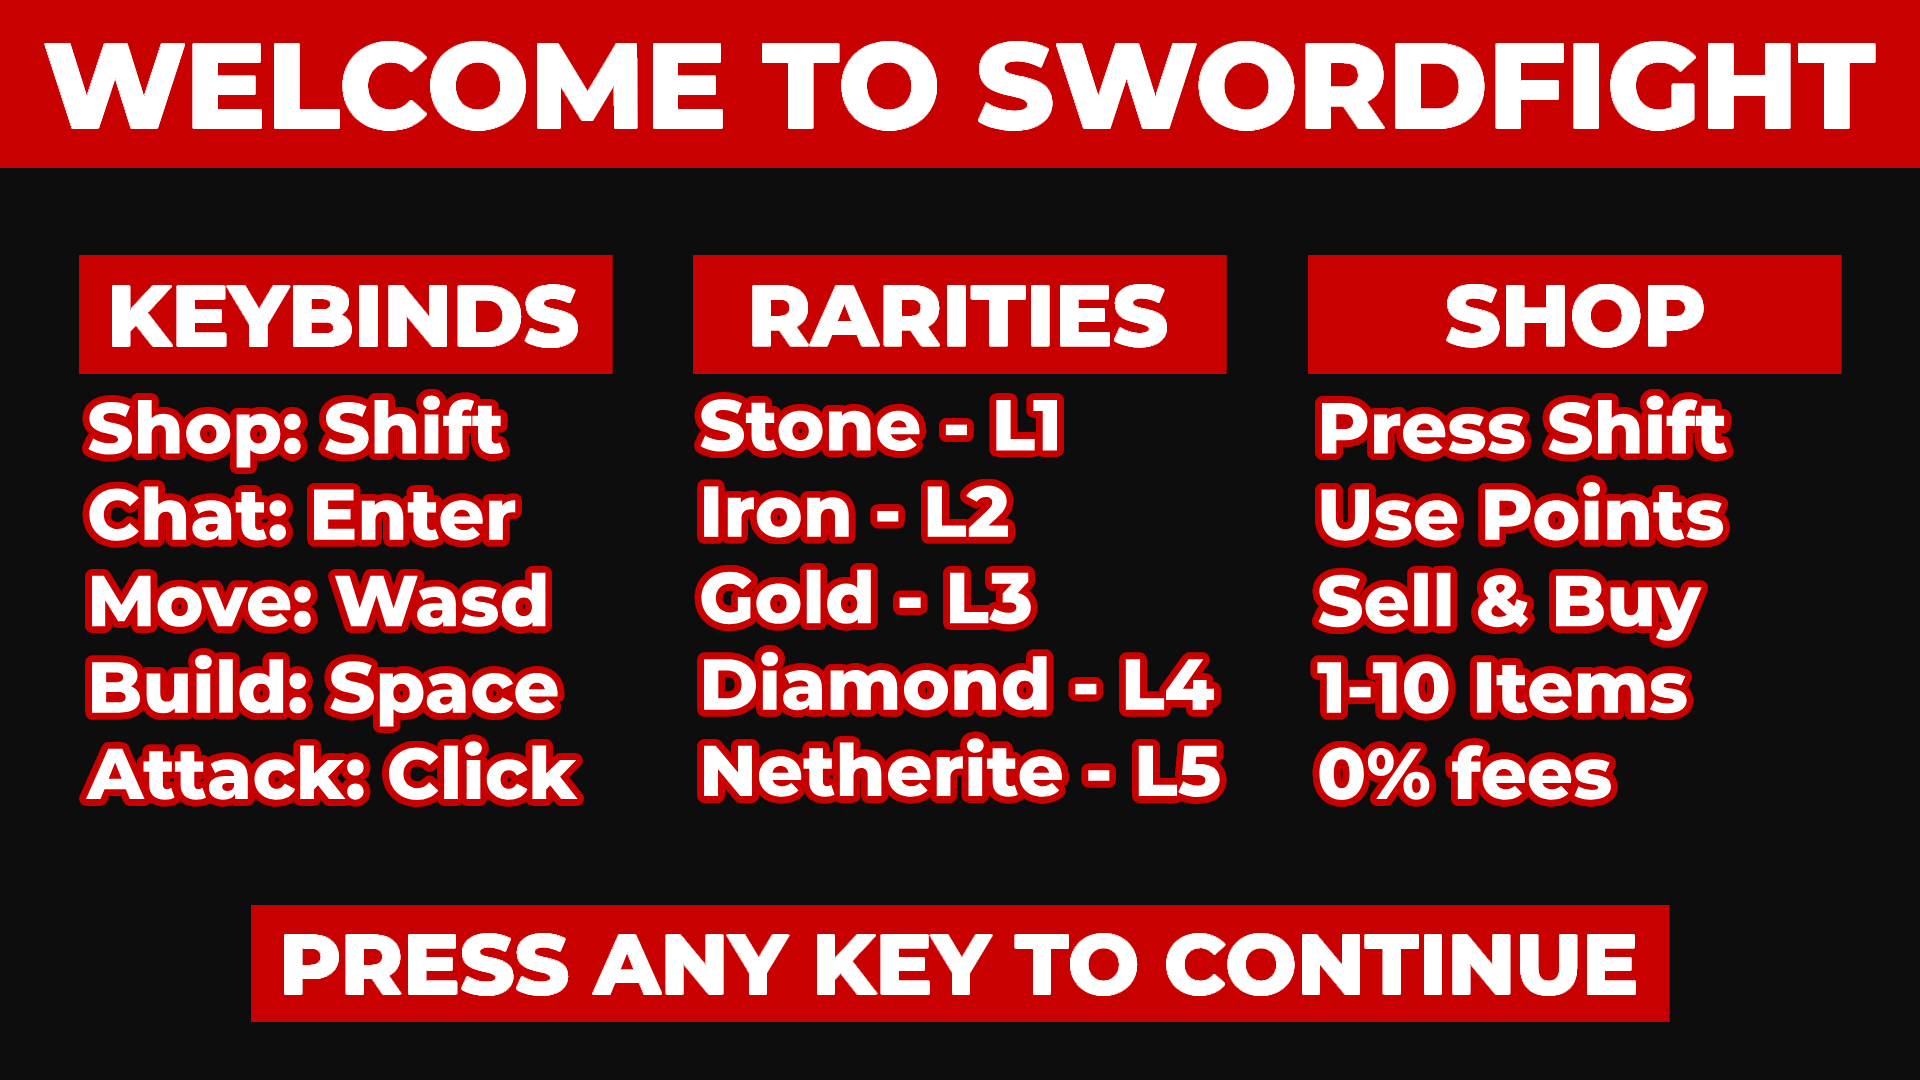 WELCOME TO SWORDFIGHT
KEYBINDS
Shop: Shift
Chat: Enter
Move: Wasd
Build: Space
Attack: Click
RARITIES
Stone - L1
Iron - L2
Gold - L3
Diamond - L4
Netherite - L5
SHOP
Press Shift
Use Points
Sell & Buy
1-10 Items
0% fees
PRESS ANY KEY TO CONTINUE